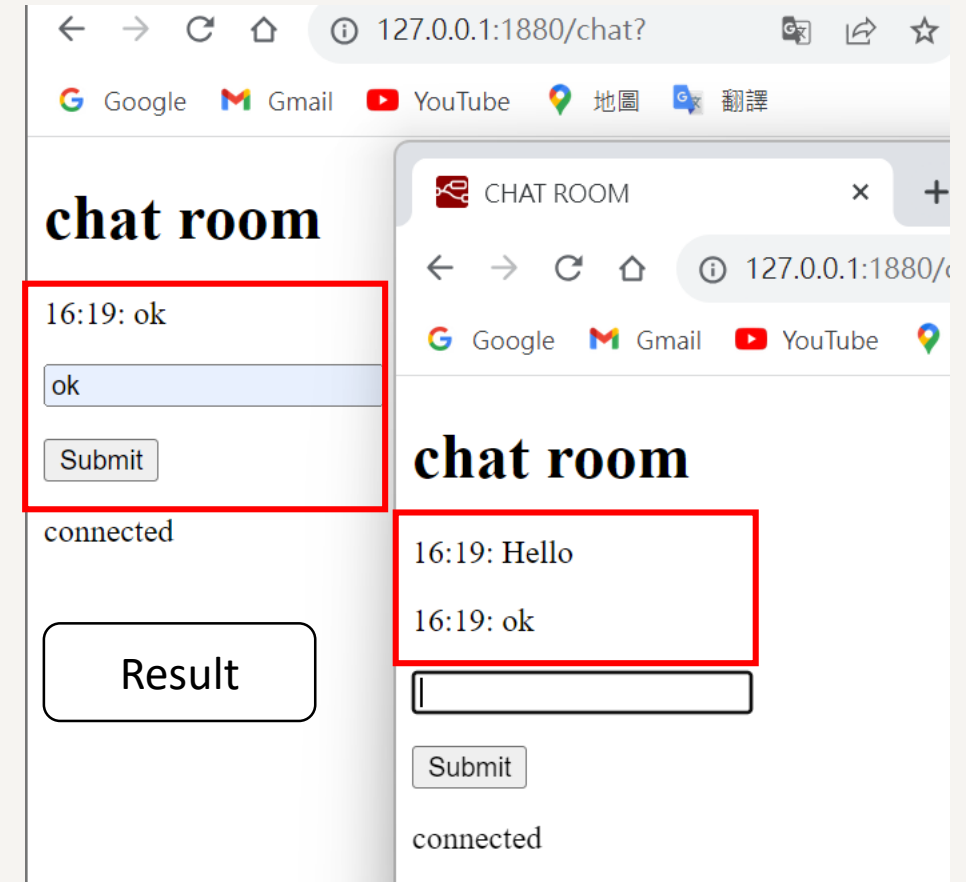 127.0.0.1:1880/chat?
Google Gmail YouTube 地圖 翻譯
chat room
16:19: ok
ok
Submit
connected
Result
CHAT ROOM
127.0.0.1:1880/
Google Gmail YouTube
chat room
16:19: Hello
16:19: ok
Submit
connected